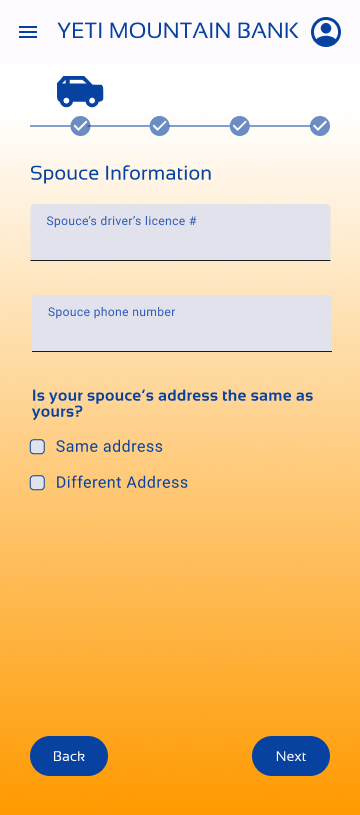 YETI MOUNTAIN BANK
Spouce Information
Spouce's driver's licence #
Spouce phone number
Is your spouce's address the same as
yours?
Same address
Different Address
Back
Next